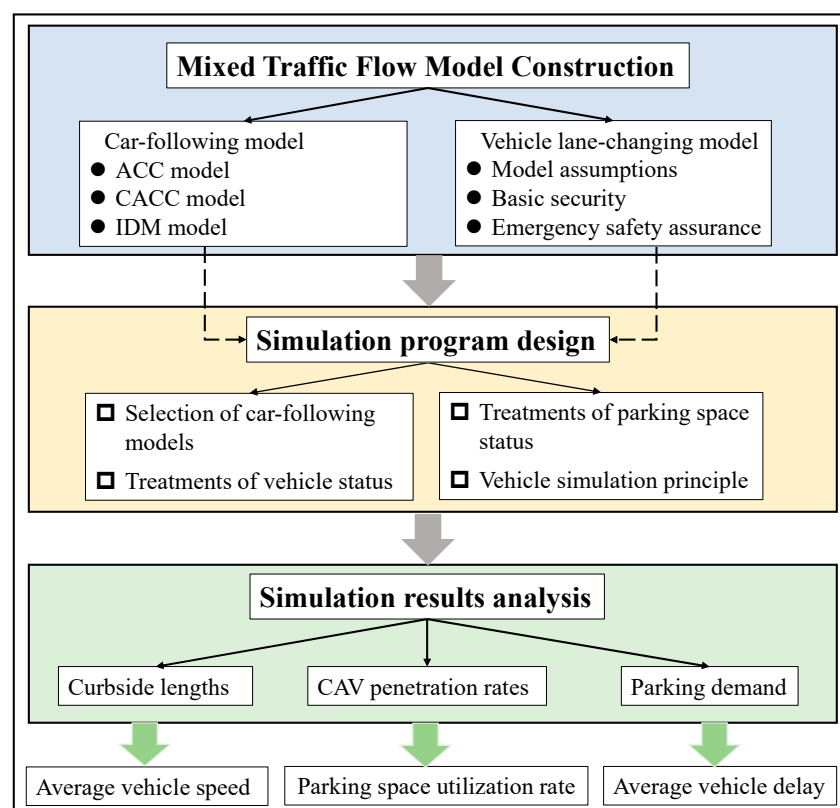 Mixed Traffic Flow Model Construction
Car-following model
● ACC model
● CACC model
● IDM model
Vehicle lane-changing model
● Model assumptions
● Basic security
● Emergency safety assurance
Simulation program design
Selection of car-following
models
Treatments of vehicle status
Treatments of parking space
status
Vehicle simulation principle
Simulation results analysis
Curbside lengths
CAV penetration rates
Parking demand
Average vehicle speed
Parking space utilization rate
Average vehicle delay